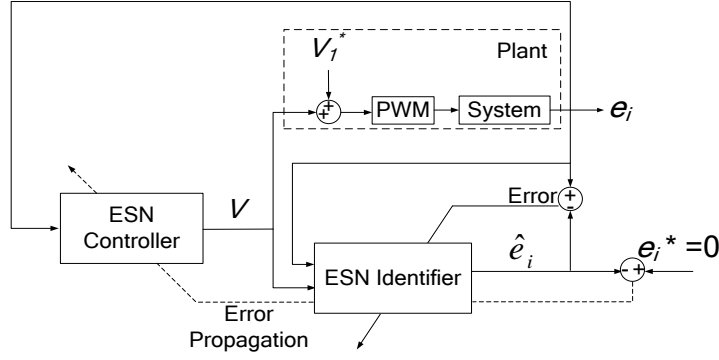 V1*
Plant
+
+
PWM
System
ei
ESN
Controller
V
Error
+
-
ESN Identifier
êi
ei* =0
- +
Error
Propagation